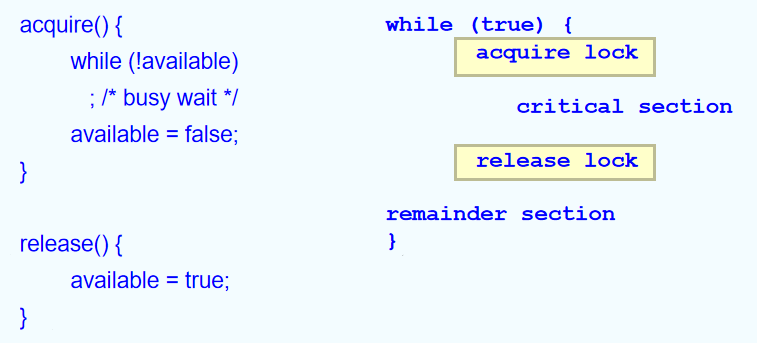 acquire() {
while (!available)
; /* busy wait */
available = false;
}
release() {
available = true;
}
while (true) {
acquire lock
critical section
release lock
remainder section
}